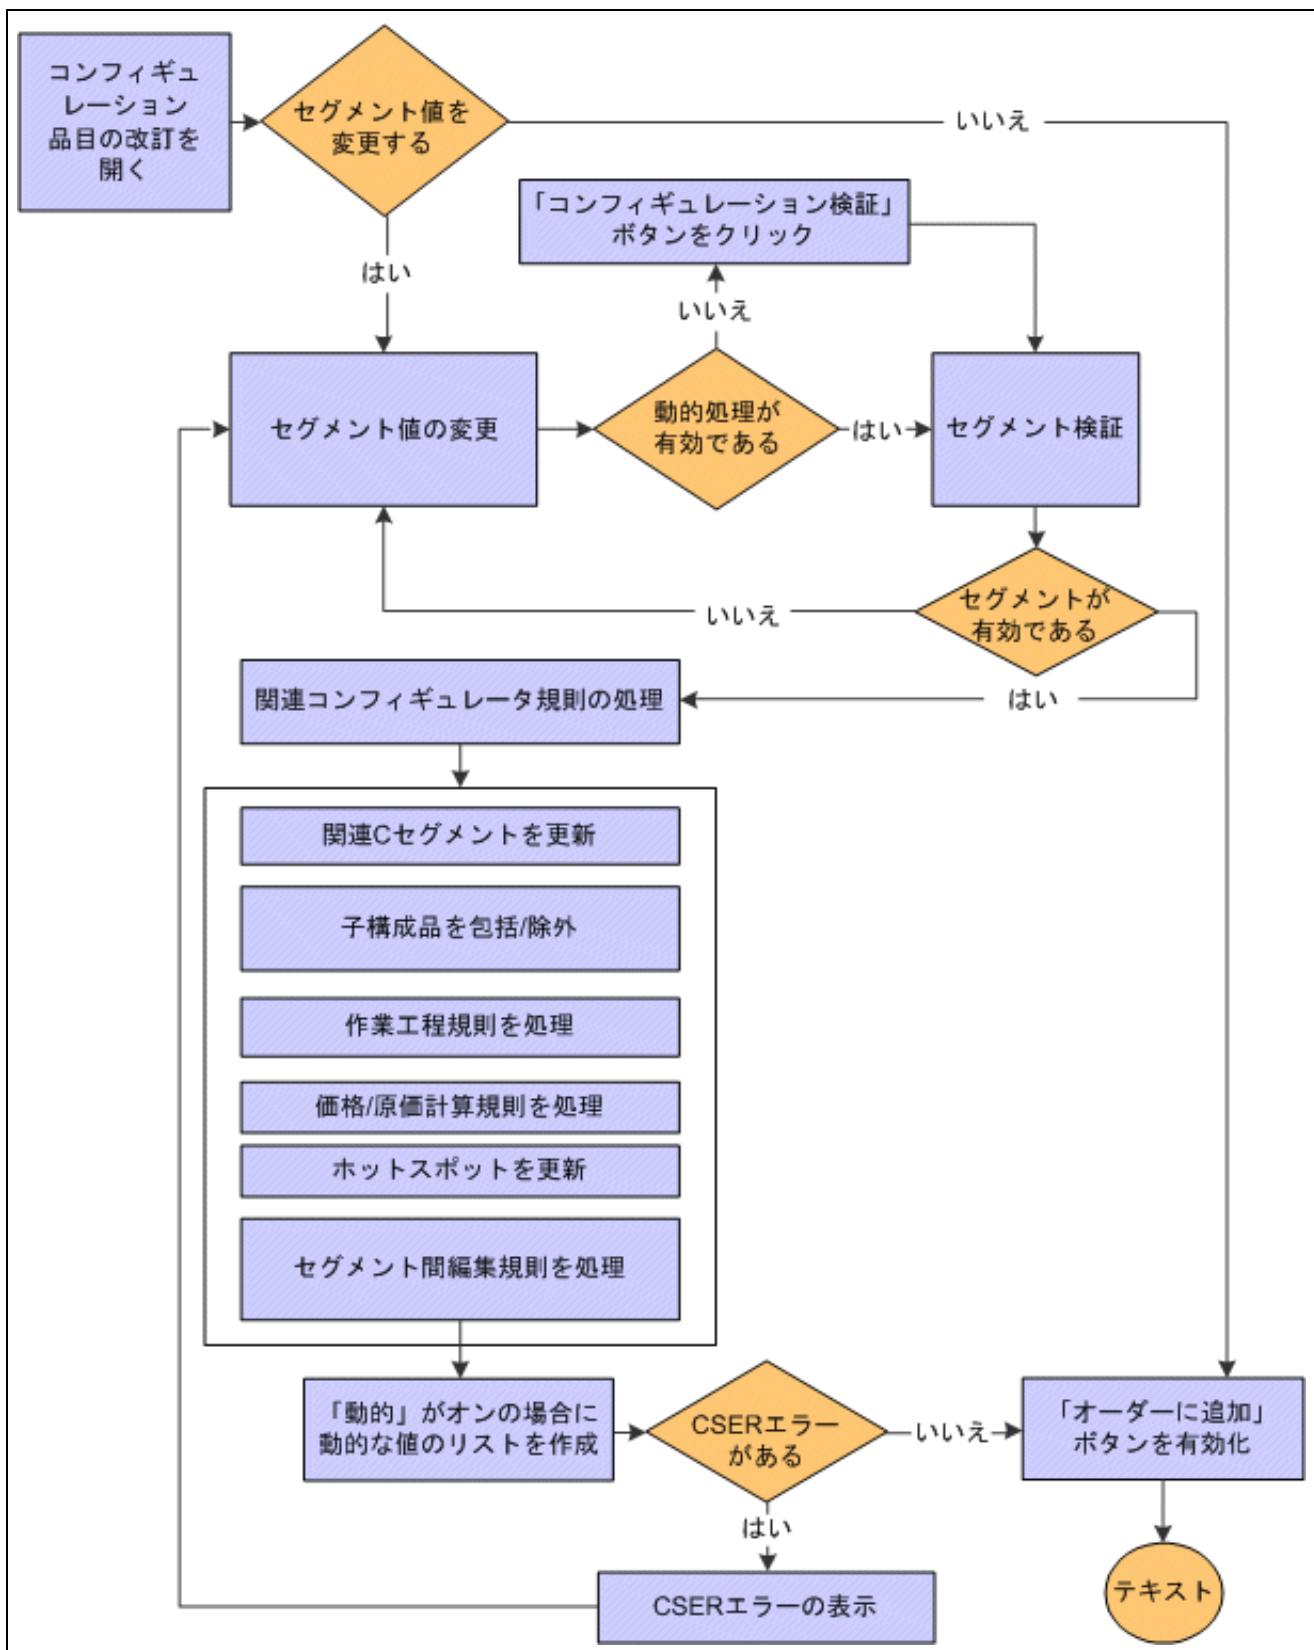 コンフィギュ
レーション
品目の改訂を
開く
セグメント値を
変更する
いいえ
はい
「コンフィギュレーション検証」
ボタンをクリック
いいえ
セグメント値の変更
動的処理が
有効である
はい
セグメント検証
セグメントが
有効である
いいえ
はい
関連コンフィギュレータ規則の処理
関連Cセグメントを更新
子構成品を包括/除外
作業工程規則を処理
価格/原価計算規則を処理
ホットスポットを更新
セグメント間編集規則を処理
「動的」がオンの場合に
動的な値のリストを作成
CSERエラー
がある
いいえ
「オーダーに追加」
ボタンを有効化
はい
CSERエラーの表示
テキスト